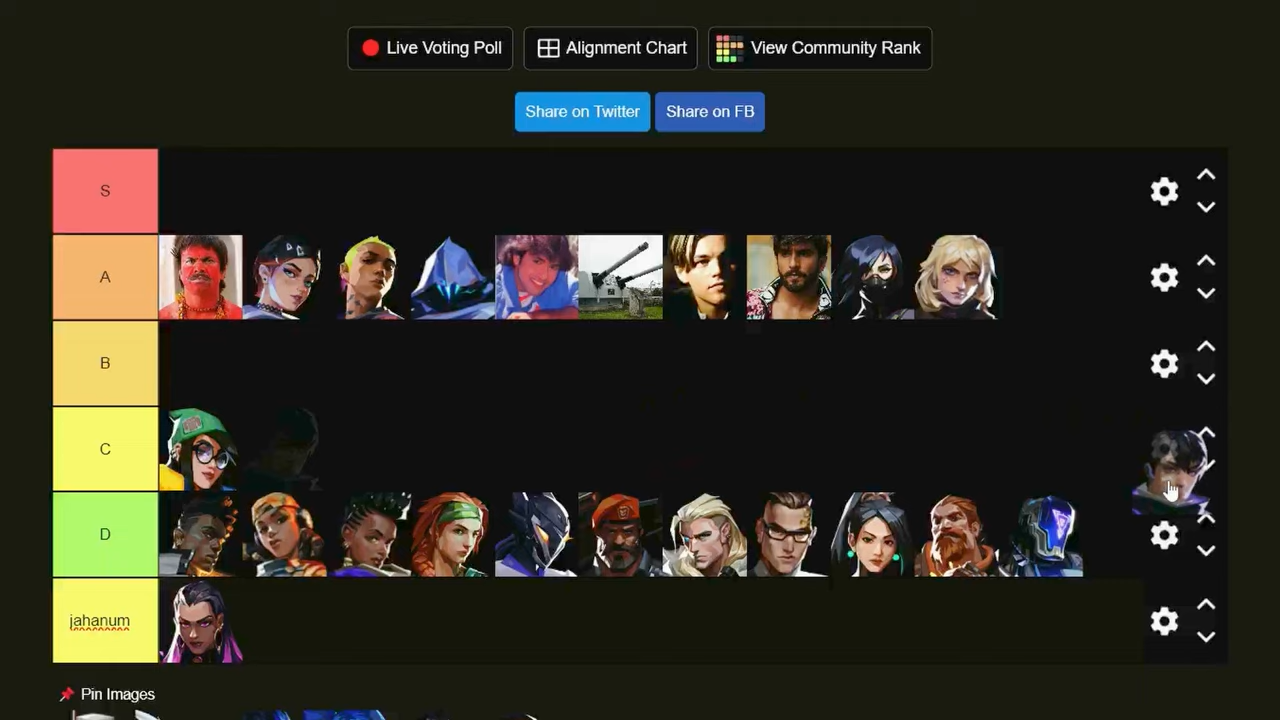 Live Voting Poll
Alignment Chart
View Community Rank
Share on Twitter
Share on FB
S
A
B
C
D
jahanum
Pin Images